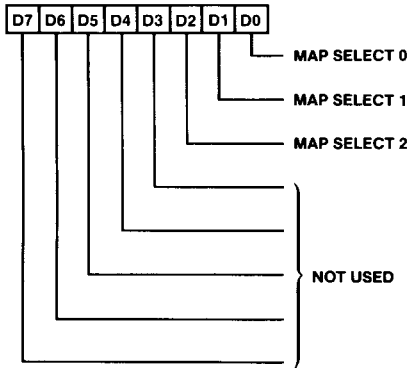 D7 D6 D5 D4 D3 D2 D1 D0
MAP SELECT 0
MAP SELECT 1
MAP SELECT 2
NOT USED